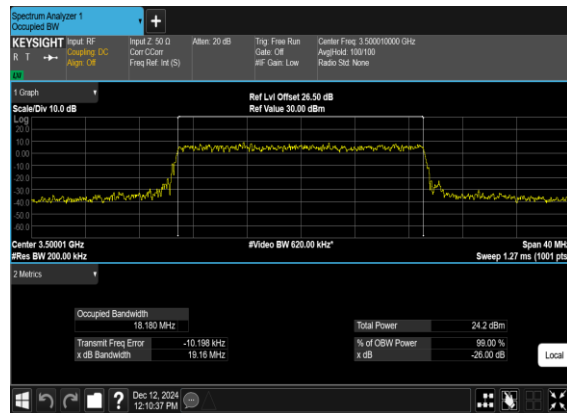 Spectrum Analyzer 1
Occupied BW
KEYSIGHT
R T
LV
Input: RF
Coupling: DC
Align: Off
Input Z: 50 Ω
Corr CCorr
Freq Ref: Int (S)
Atten: 20 dB
Trig: Free Run
Gate: Off
#IF Gain: Low
Center Freq: 3.500010000 GHz
Avg|Hold: 100/100
Radio Std: None
1 Graph
Scale/Div 10.0 dB
Ref Lvl Offset 26.50 dB
Ref Value 30.00 dBm
Log
20.0
10.0
0.00
-10.0
-20.0
-30.0
-40.0
-50.0
-60.0
Center 3.50001 GHz
#Res BW 200.00 kHz
#Video BW 620.00 kHz*
Span 40 MHz
Sweep 1.27 ms (1001 pts
2 Metrics
Occupied Bandwidth
18.180 MHz
Transmit Freq Error -10.198 kHz
x dB Bandwidth 19.16 MHz
Total Power 24.2 dBm
% of OBW Power 99.00 %
x dB -26.00 dB
Local
?
Dec 12, 2024
12:10:37 PM